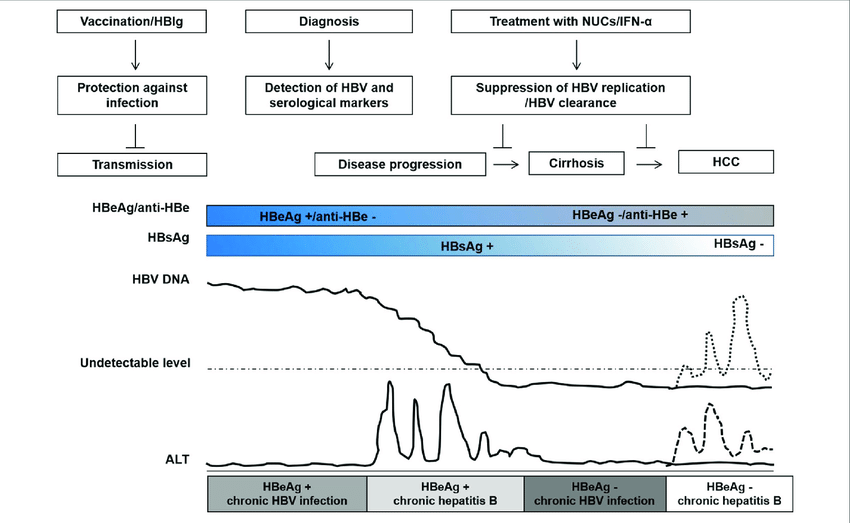 Vaccination/HBIg
Diagnosis
Treatment with NUCs/IFN-α
Protection against
infection
Detection of HBV and
serological markers
Suppression of HBV replication
/HBV clearance
Transmission
Disease progression
Cirrhosis
HCC
HBeAg/anti-HBe
HBeAg +/anti-HBe -
HBeAg -/anti-HBe +
HBsAg
HBsAg +
HBsAg -
HBV DNA
Undetectable level
ALT
HBeAg +
chronic HBV infection
HBeAg +
chronic hepatitis B
HBeAg -
chronic HBV infection
HBeAg -
chronic hepatitis B